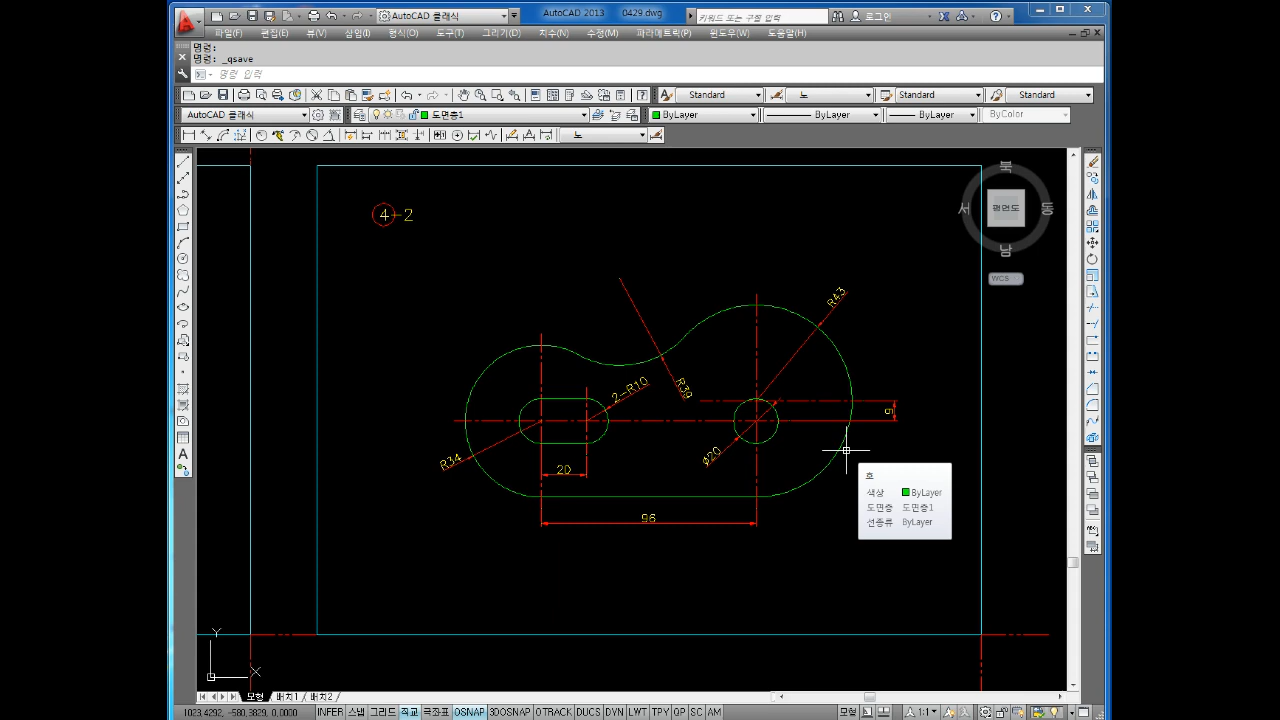 AutoCAD 클래식
AutoCAD 2013 0429.dwg
키워드 또는 구절 입력
로그인
파일(F) 편집(E) 뷰(V) 삽입(I) 형식(O) 도구(T) 그리기(D) 치수(N) 수정(M) 파라메트릭(P) 윈도우(W) 도움말(H)
명령:
명령: _qsave
명령 입력
Standard
Standard
Standard
AutoCAD 클래식
도면층1
ByLayer
ByLayer
ByLayer
ByColor
4-2
북
서
평면도
동
남
WCS
R43
R39
2-R10
6
R34
20
Ø20
96
호
색상 ByLayer
도면층 도면층1
선종류 ByLayer
Y
X
모형 배치1 배치2
1023.4292, -580.3829, 0.0000
INFER 스냅 그리드 직교 극좌표 OSNAP 3DOSNAP OTRACK DUCS DYN LWT TPY QP SC AM
모형
1:1